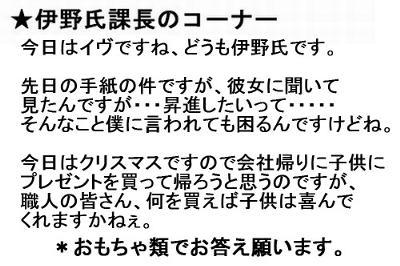 ★伊野氏課長のコーナー
今日はイヴですね、どうも伊野氏です。
先日の手紙の件ですが、彼女に聞いて
見たんですが・・・昇進したいって・・・・・
そんなこと僕に言われても困るんですけどね。
今日はクリスマスですので会社帰りに子供に
プレゼントを買って帰ろうと思うのですが、
職人の皆さん、何を買えば子供は喜んで
くれますかねぇ。
＊おもちゃ類でお答え願います。